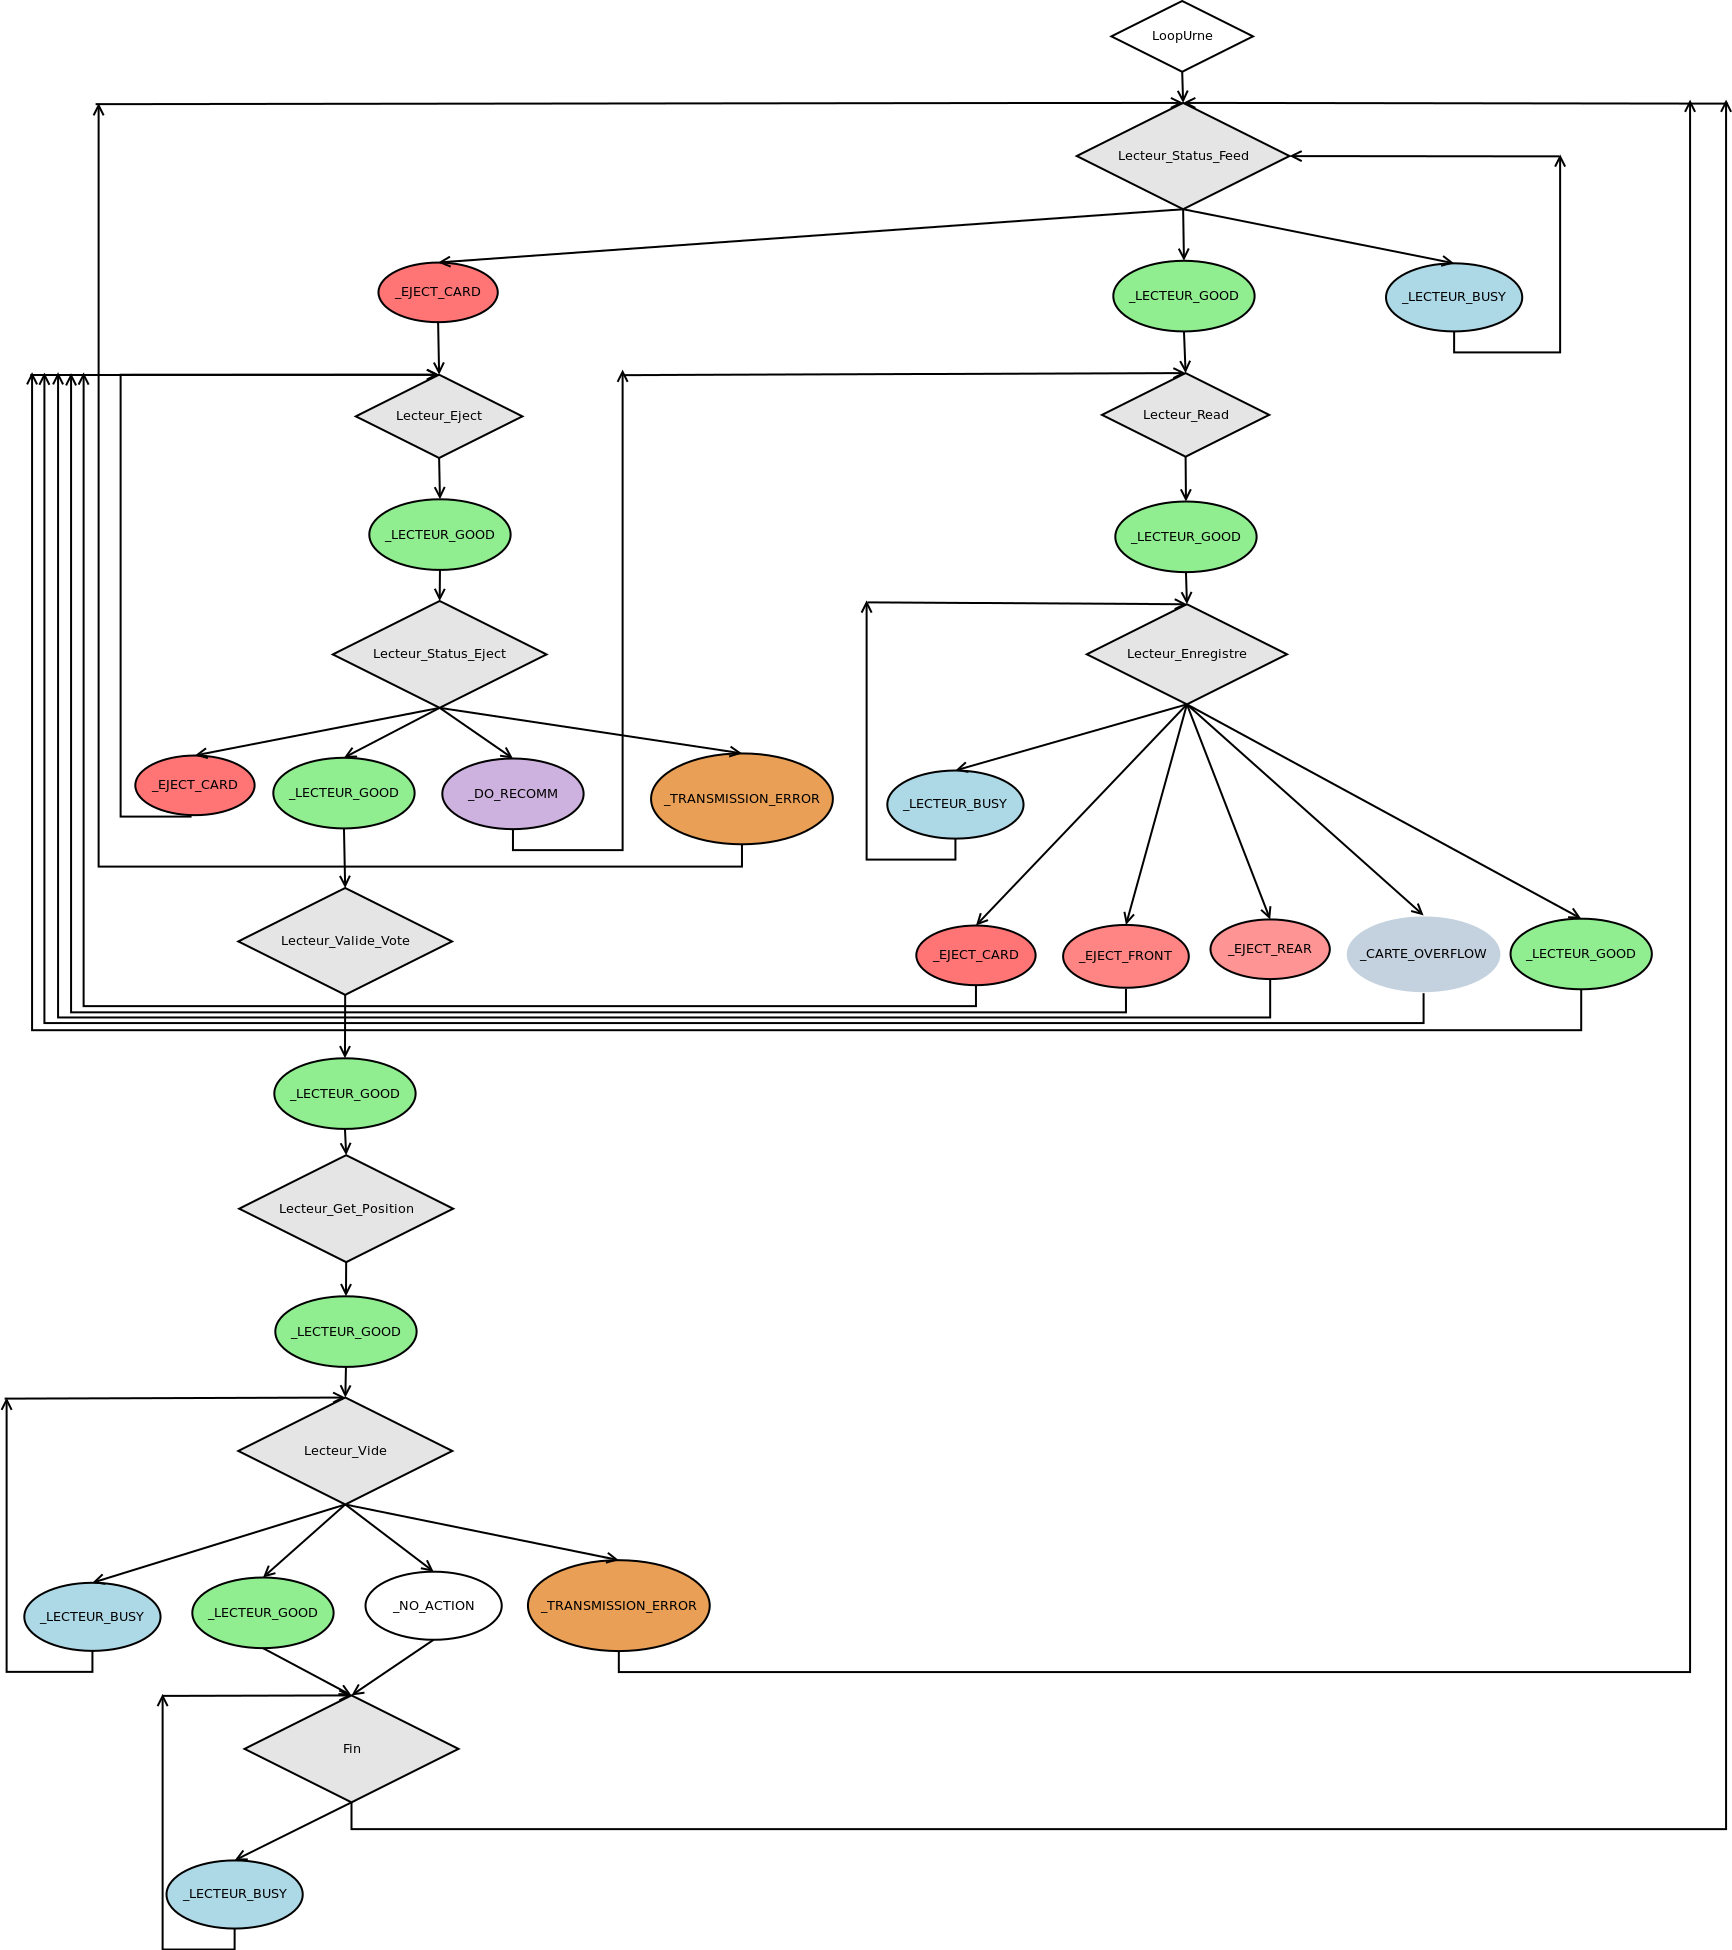 LoopUrne
Lecteur_Status_Feed
_EJECT_CARD
_LECTEUR_GOOD
_LECTEUR_BUSY
Lecteur_Eject
Lecteur_Read
_LECTEUR_GOOD
_LECTEUR_GOOD
Lecteur_Status_Eject
Lecteur_Enregistre
_EJECT_CARD
_LECTEUR_GOOD
_DO_RECOMM
_TRANSMISSION_ERROR
_LECTEUR_BUSY
Lecteur_Valide_Vote
_EJECT_CARD
_EJECT_FRONT
_EJECT_REAR
_CARTE_OVERFLOW
_LECTEUR_GOOD
_LECTEUR_GOOD
Lecteur_Get_Position
_LECTEUR_GOOD
Lecteur_Vide
_LECTEUR_BUSY
_LECTEUR_GOOD
_NO_ACTION
_TRANSMISSION_ERROR
Fin
_LECTEUR_BUSY